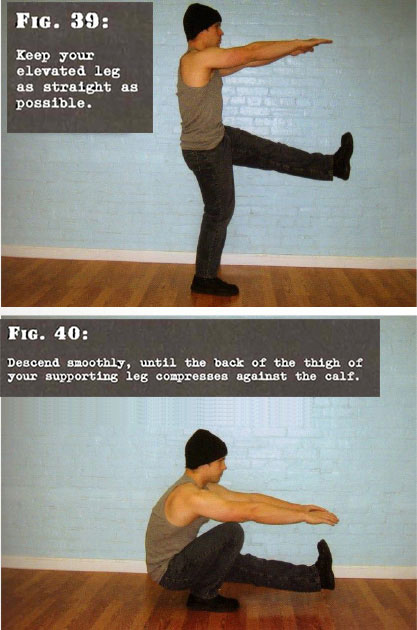 Fig. 39:
Keep your
elevated leg
as straight as
possible.
Fig. 40:
Descend smoothly, until the back of the thigh of
your supporting leg compresses against the calf.